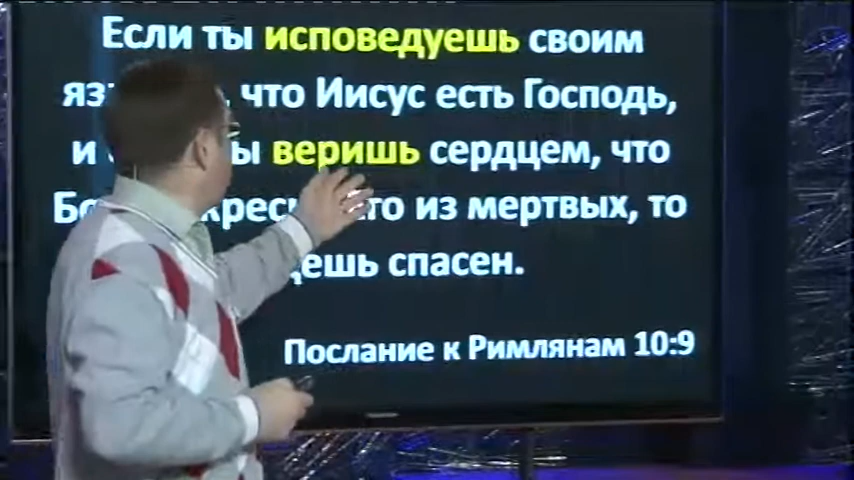 Если ты исповедуешь своим
что Иисус есть Господь,
и веришь сердцем, что
из мертвых, то
спасен.
Послание к Римлянам 10:9